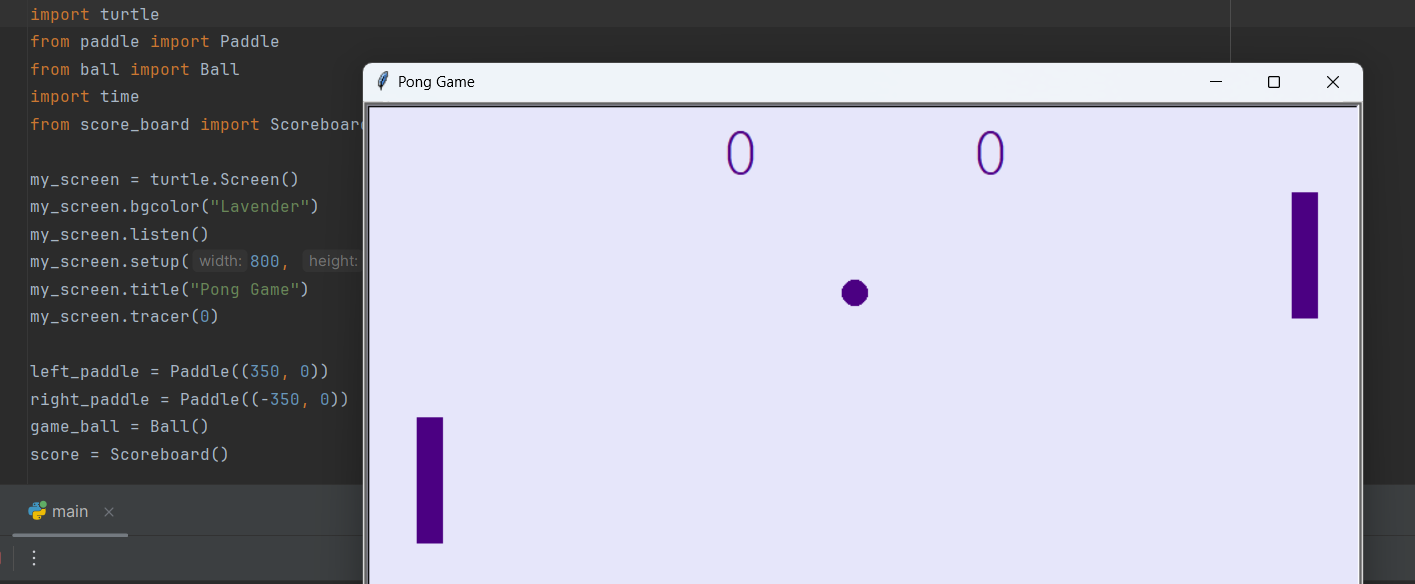 import turtle
from paddle import Paddle
from ball import Ball
import time
from score_board import Scoreboard
my_screen = turtle.Screen()
my_screen.bgcolor("Lavender")
my_screen.listen()
my_screen.setup( width: 800, height:
my_screen.title("Pong Game")
my_screen.tracer(0)
left_paddle = Paddle((350, 0))
right_paddle = Paddle((-350, 0))
game_ball = Ball()
score = Scoreboard()
main
Pong Game
0 0